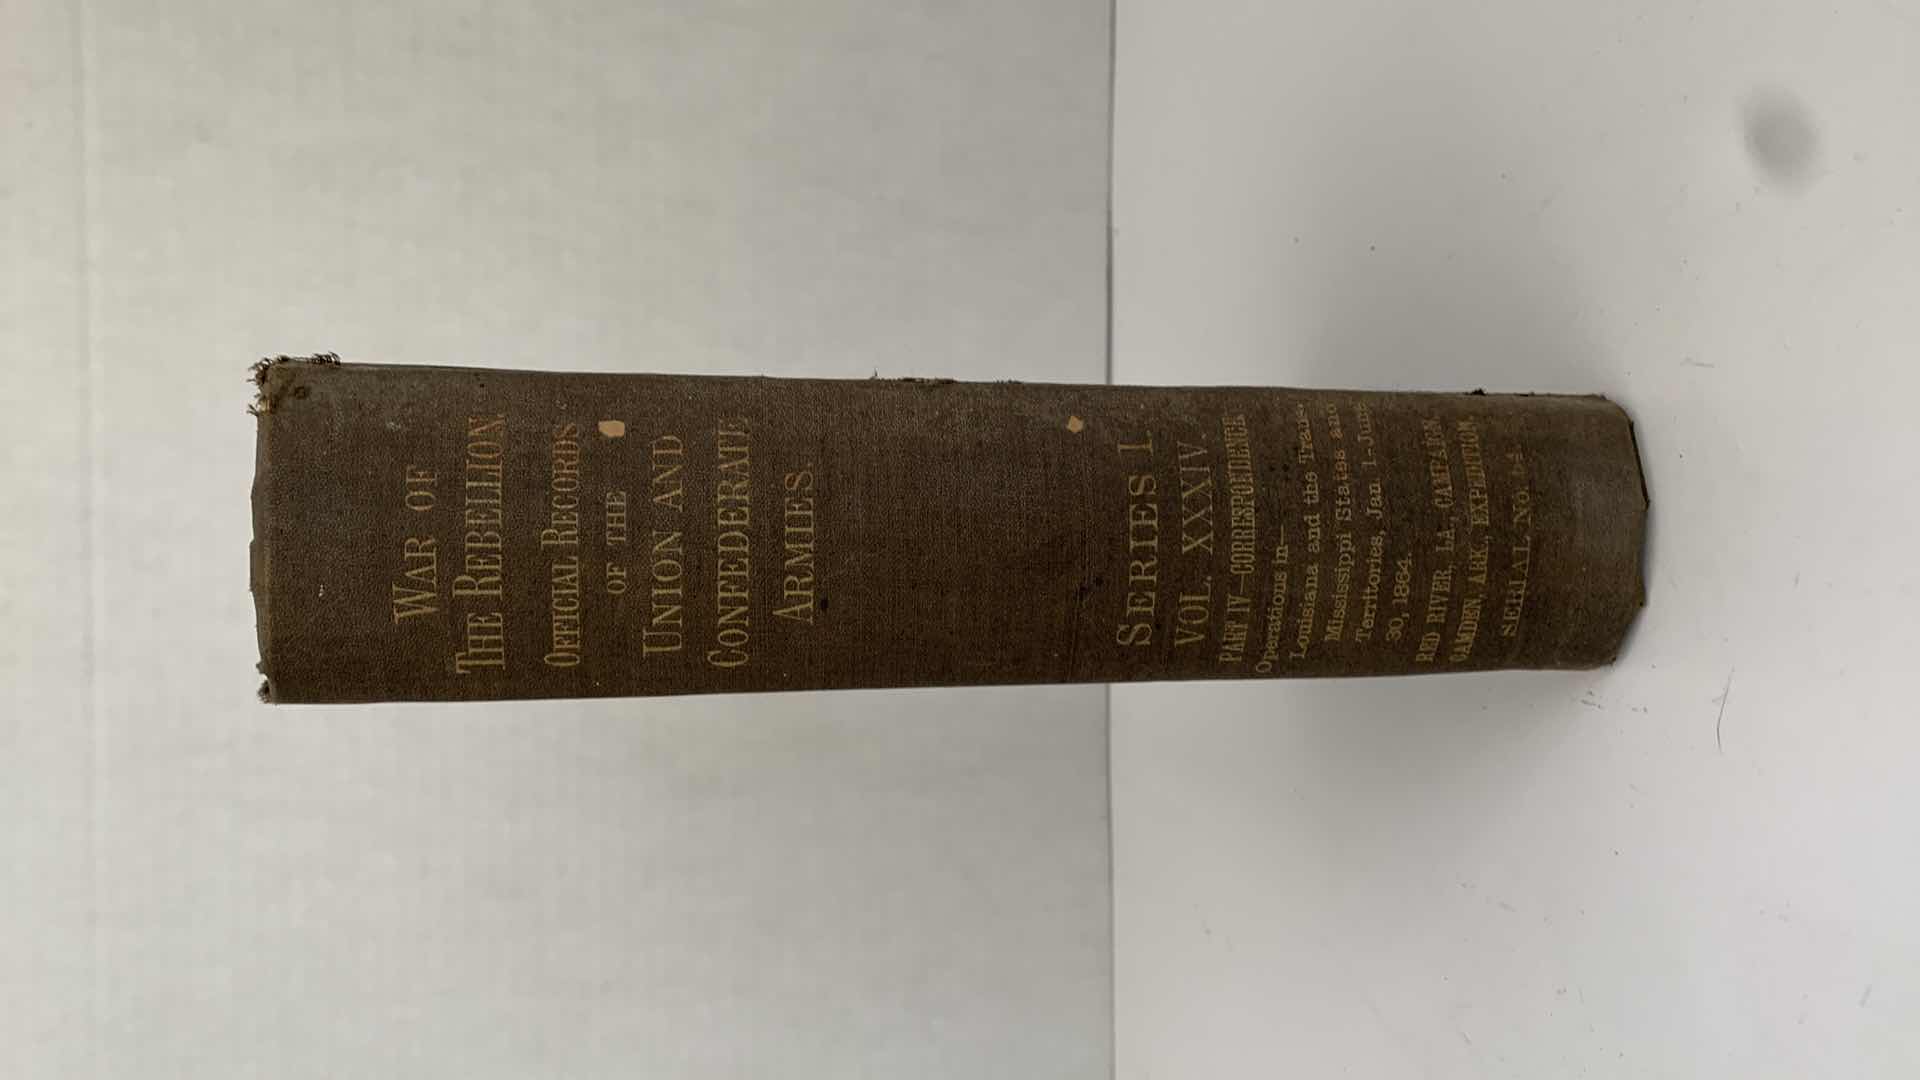 WAR OF
THE REBELLION.
OFFICIAL RECORDS
OF THE
UNION AND
CONFEDERATE
ARMIES.
SERIES I.
VOL. XXXIV.
PART IV—CORRESPONDENCE.
Operations in—
Louisiana and the Trans-
Mississippi States and
Territories, Jan 1-June
30, 1864.
RED RIVER, LA., CAMPAIGN.
CAMDEN, ARK., EXPEDITION.
SERIAL No. 64.